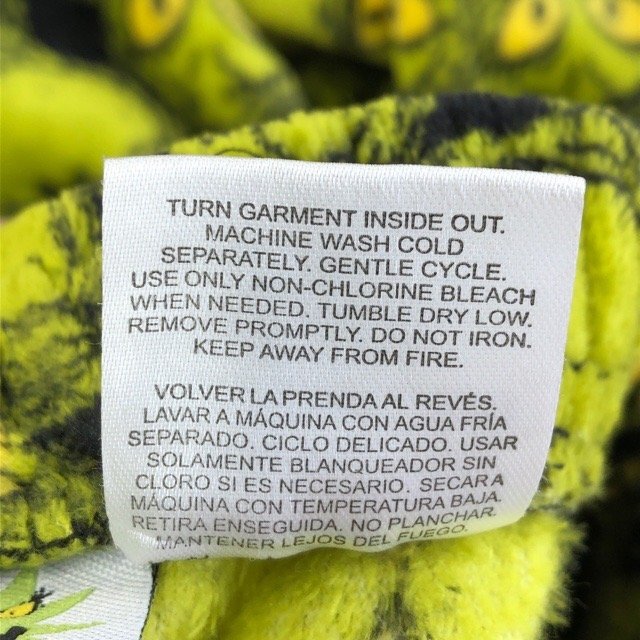 TURN GARMENT INSIDE OUT.
MACHINE WASH COLD
SEPARATELY. GENTLE CYCLE.
USE ONLY NON-CHLORINE BLEACH
WHEN NEEDED. TUMBLE DRY LOW.
REMOVE PROMPTLY. DO NOT IRON.
KEEP AWAY FROM FIRE.
VOLVER LA PRENDA AL REVÉS.
LAVAR A MÁQUINA CON AGUA FRÍA
SEPARADO. CICLO DELICADO. USAR
SOLAMENTE BLANQUEADOR SIN
CLORO SI ES NECESARIO. SECAR A
MÁQUINA CON TEMPERATURA BAJA.
RETIRA ENSEGUIDA. NO PLANCHAR.
MANTENER LEJOS DEL FUEGO.